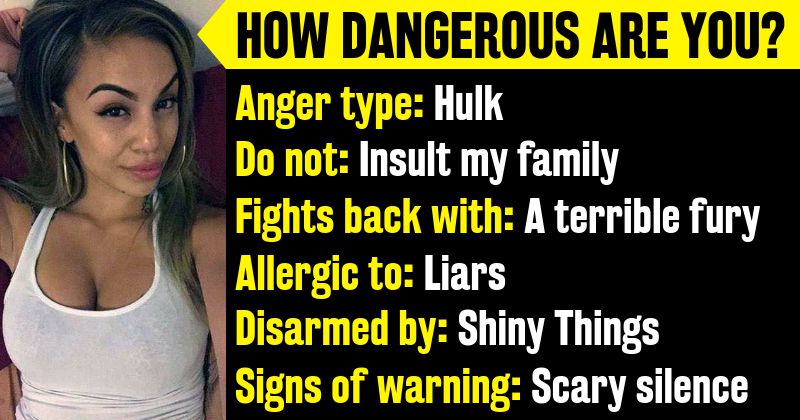 HOW DANGEROUS ARE YOU?
Anger type: Hulk
Do not: Insult my family
Fights back with: A terrible fury
Allergic to: Liars
Disarmed by: Shiny Things
Signs of warning: Scary silence